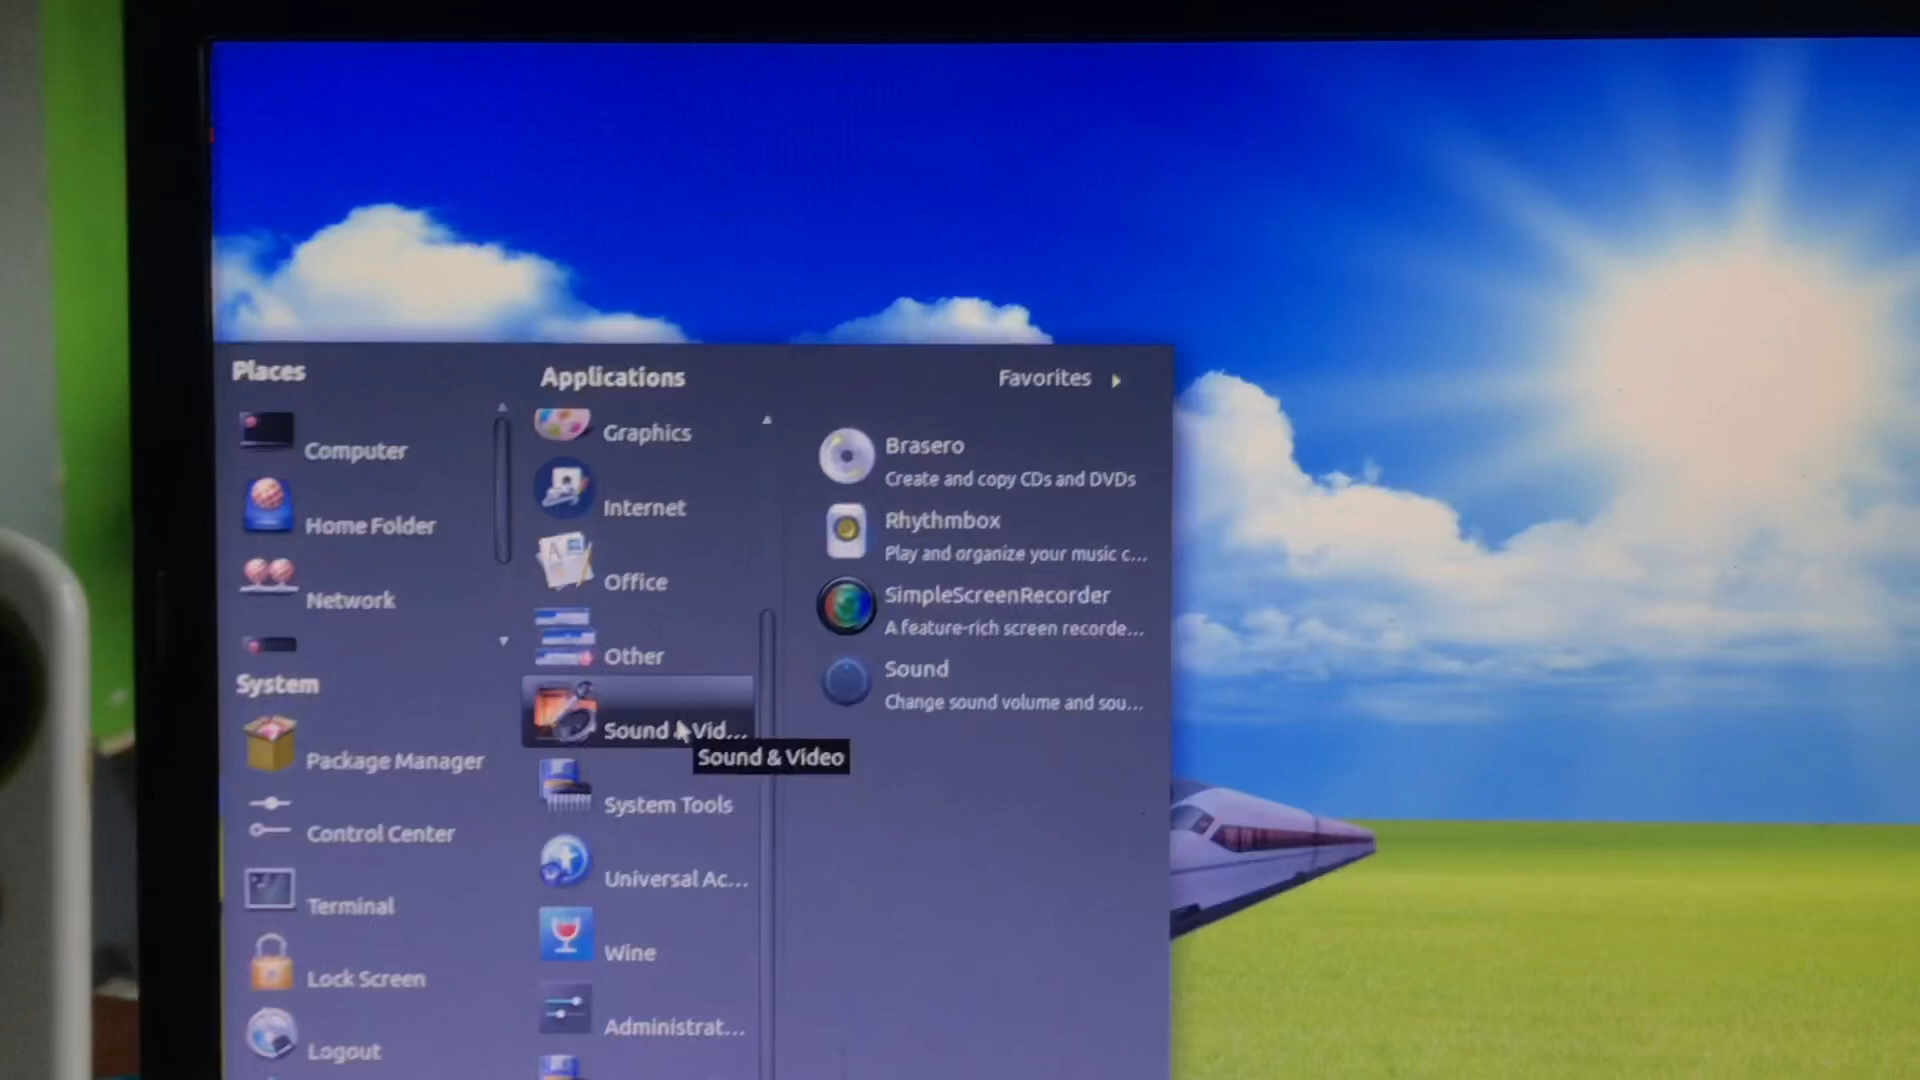 Places
Computer
Home Folder
Network
System
Package Manager
Control Center
Terminal
Lock Screen
Logout
Applications
Graphics
Internet
Office
Other
Sound & Vid...
Sound & Video
System Tools
Universal Ac...
Wine
Administrat...
Favorites
Brasero
Create and copy CDs and DVDs
Rhythmbox
Play and organize your music c...
SimpleScreenRecorder
A feature-rich screen recorde...
Sound
Change sound volume and sou...